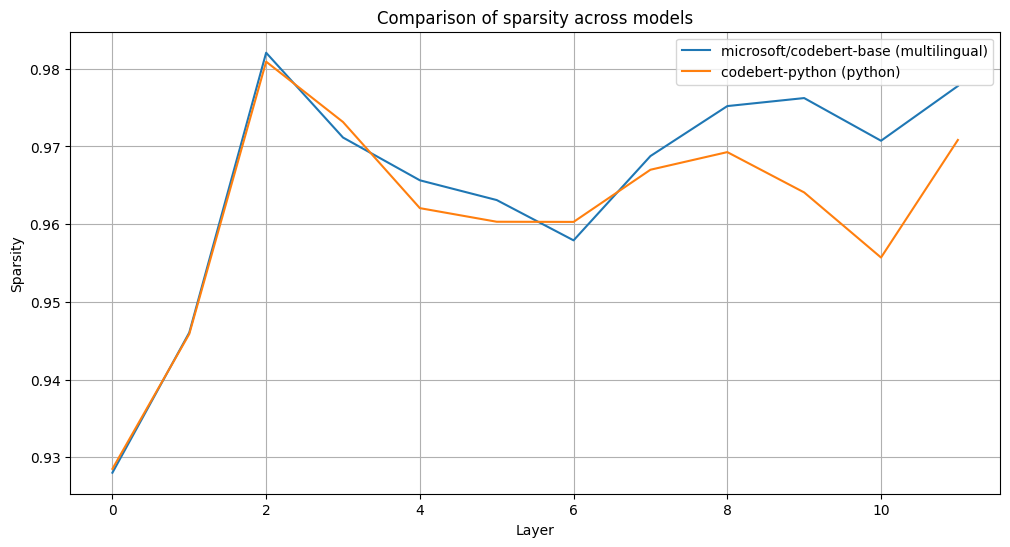 Comparison of sparsity across models
microsoft/codebert-base (multilingual)
codebert-python (python)
Sparsity
0.98
0.97
0.96
0.95
0.94
0.93
0 2 4 6 8 10
Layer